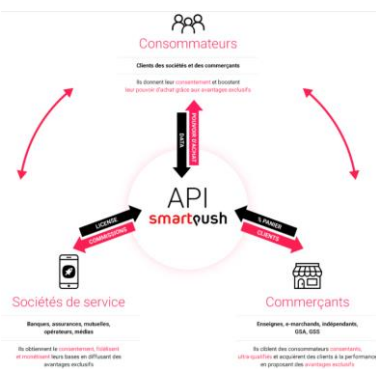 Consommateurs
Clients des sociétés et des commerçants
Ils donnent leur consentement et boostent
leur pouvoir d'achat grâce aux avantages exclusifs
DATA
POUVOIR D'ACHAT
API
smartpush
LICENSE
COMMISSIONS
% PANIER
CLIENTS
Sociétés de service
Banques, assurances, mutuelles,
opérateurs, médias
Ils obtiennent le consentement, fidélisent
et monétisent leurs bases en diffusant des
avantages exclusifs
Commerçants
Enseignes, e-marchands, indépendants,
GSA, GSS
Ils ciblent des consommateurs consentants,
ultra-qualifiés et acquièrent des clients à la performance
en proposant des avantages exclusifs